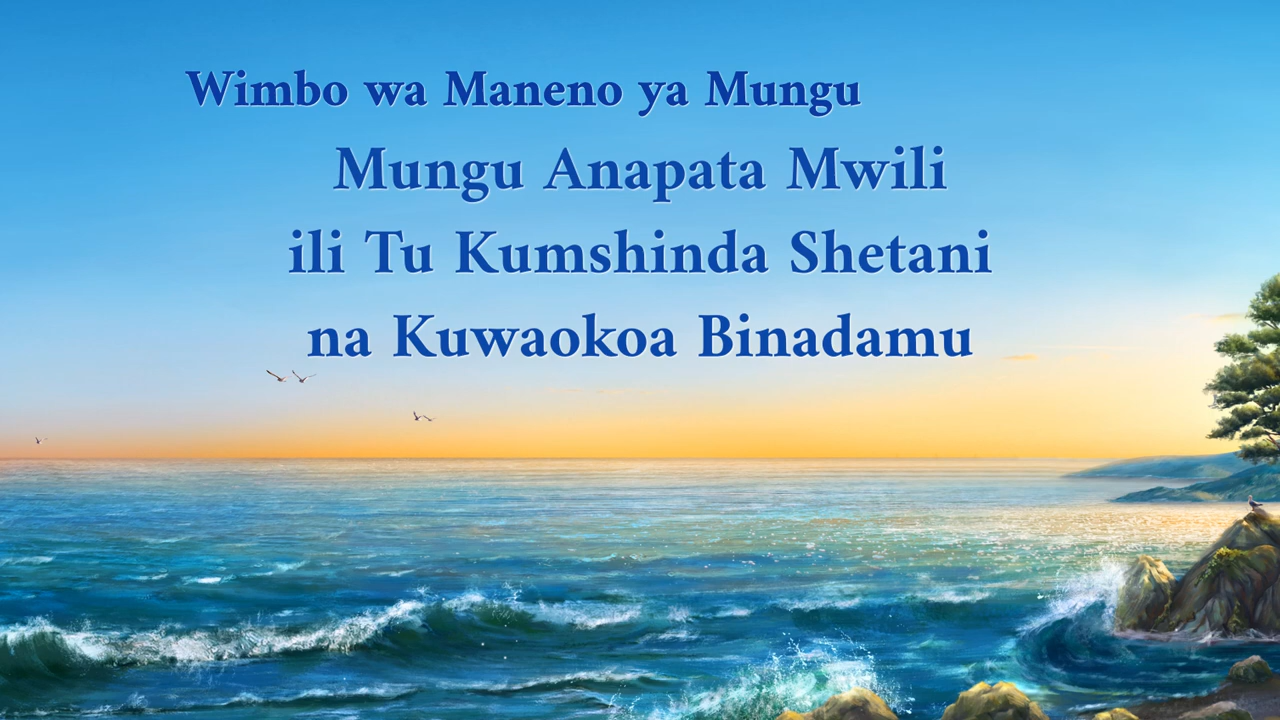 Wimbo wa Maneno ya Mungu
Mungu Anapata Mwili
ili Tu Kumshinda Shetani
na Kuwaokoa Binadamu